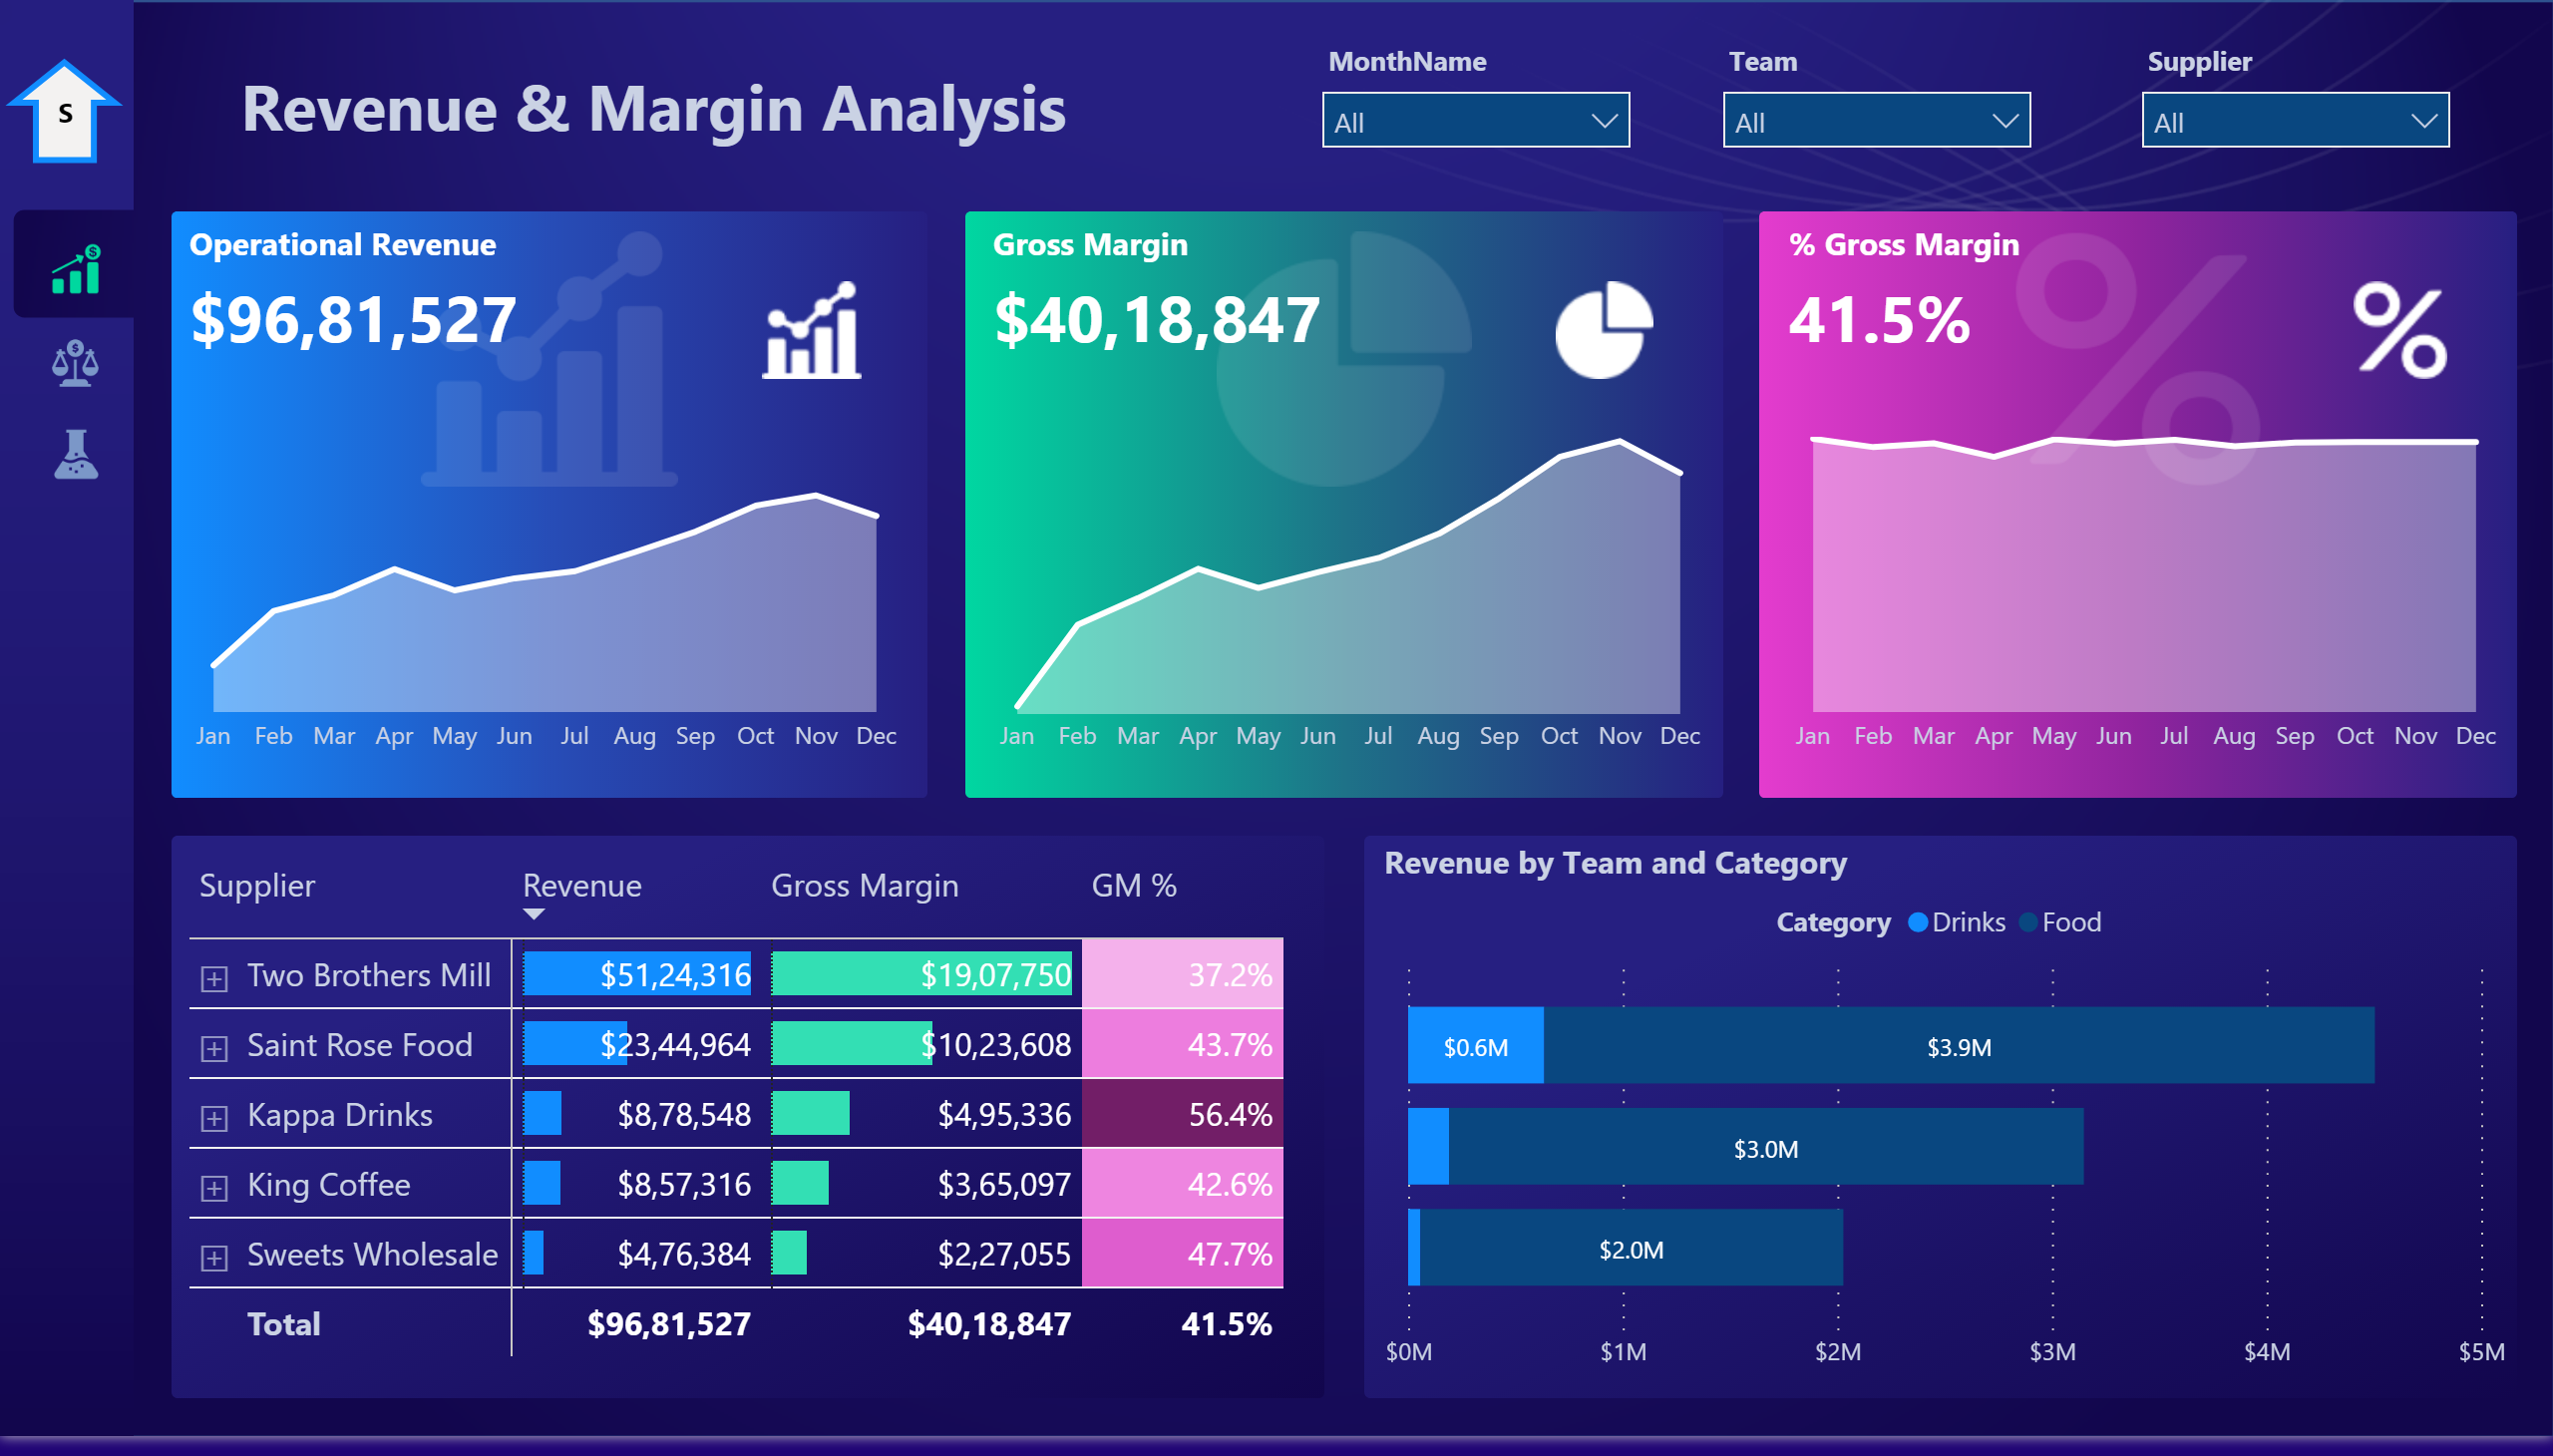 S
Revenue & Margin Analysis
MonthName
All
Team
All
Supplier
All
Operational Revenue
$96,81,527
Jan Feb Mar Apr May Jun Jul Aug Sep Oct Nov Dec
Gross Margin
$40,18,847
Jan Feb Mar Apr May Jun Jul Aug Sep Oct Nov Dec
% Gross Margin
41.5%
Jan Feb Mar Apr May Jun Jul Aug Sep Oct Nov Dec
Supplier Revenue Gross Margin GM %
Two Brothers Mill $51,24,316 $19,07,750 37.2%
Saint Rose Food $23,44,964 $10,23,608 43.7%
Kappa Drinks $8,78,548 $4,95,336 56.4%
King Coffee $8,57,316 $3,65,097 42.6%
Sweets Wholesale $4,76,384 $2,27,055 47.7%
Total $96,81,527 $40,18,847 41.5%
Revenue by Team and Category
Category Drinks Food
$0.6M $3.9M
$3.0M
$2.0M
$0M $1M $2M $3M $4M $5M